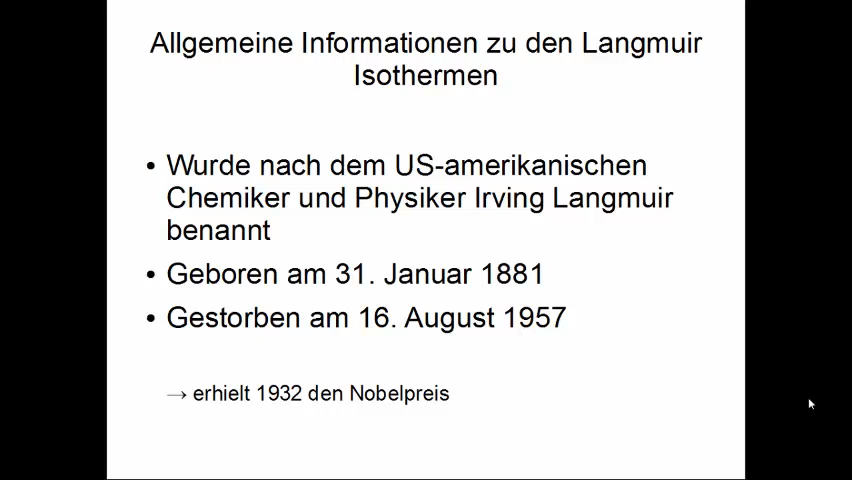 Allgemeine Informationen zu den Langmuir
Isothermen
• Wurde nach dem US-amerikanischen
Chemiker und Physiker Irving Langmuir
benannt
• Geboren am 31. Januar 1881
• Gestorben am 16. August 1957
→ erhielt 1932 den Nobelpreis